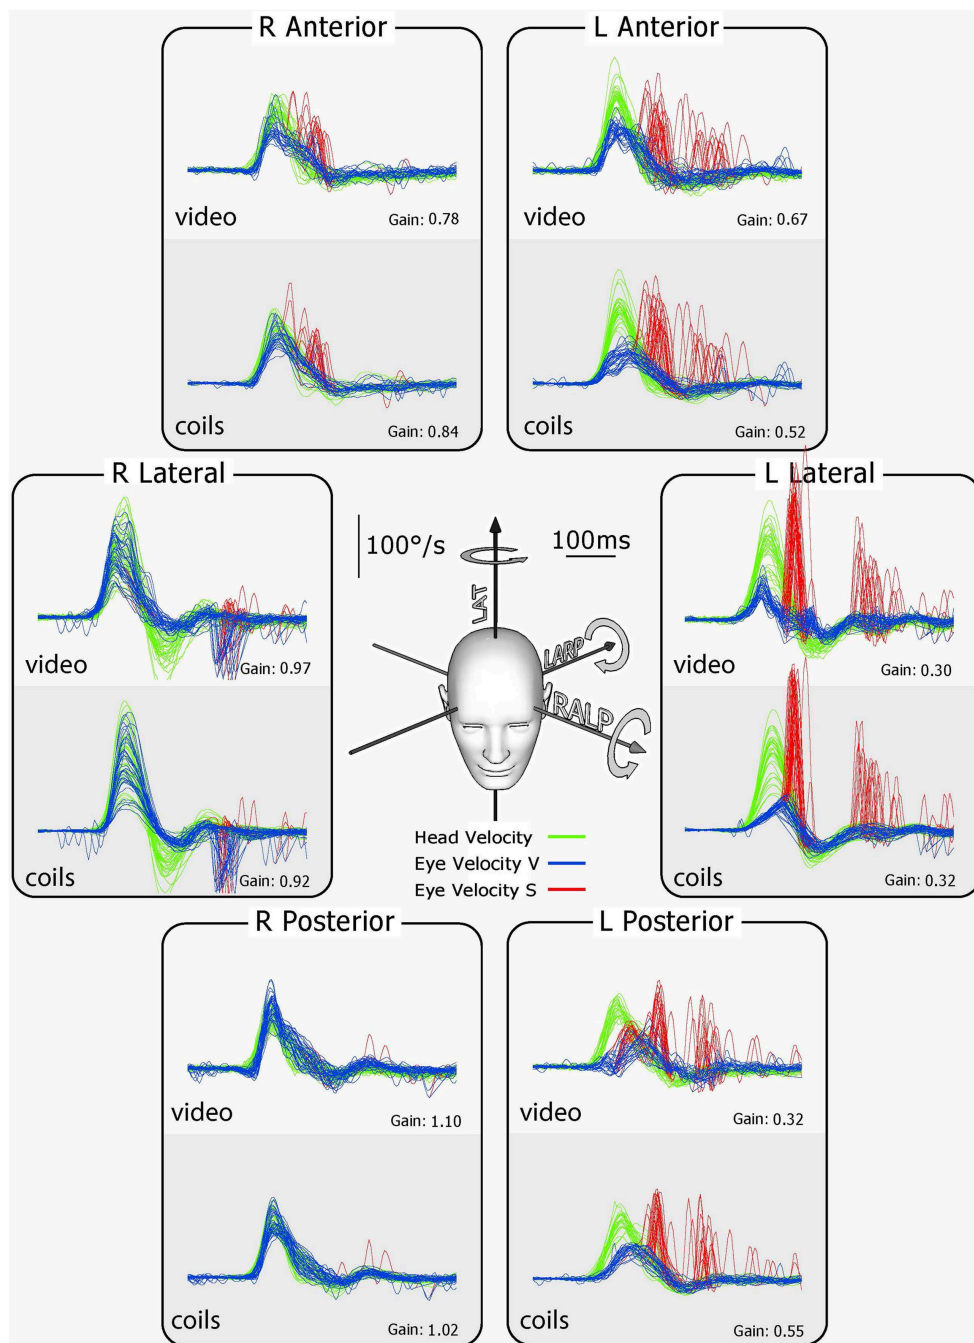 R Anterior
L Anterior
video
Gain: 0.78
video
Gain: 0.67
coils
Gain: 0.84
coils
Gain: 0.52
R Lateral
L Lateral
100°/s
100ms
LAT
LARP
RALP
video
Gain: 0.97
video
Gain: 0.30
coils
Gain: 0.92
coils
Gain: 0.32
Head Velocity
Eye Velocity V
Eye Velocity S
R Posterior
L Posterior
video
Gain: 1.10
video
Gain: 0.32
coils
Gain: 1.02
coils
Gain: 0.55